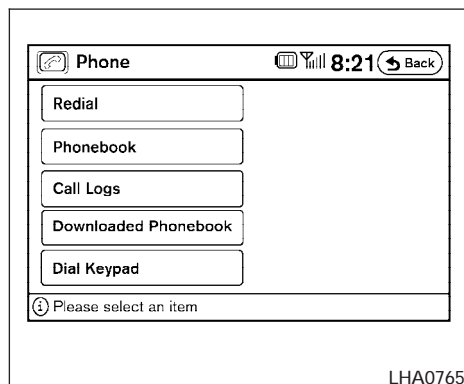 Phone 8:21 Back
Redial
Phonebook
Call Logs
Downloaded Phonebook
Dial Keypad
i Please select an item
LHA0765